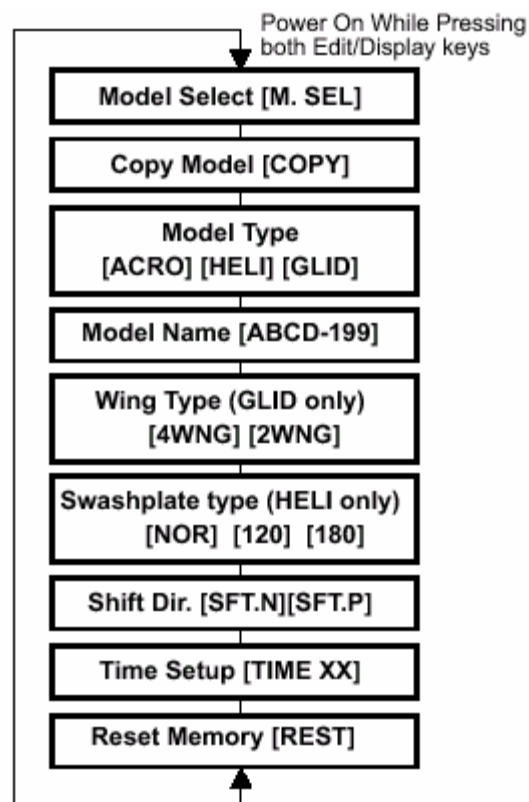 Power On While Pressing
both Edit/Display keys
Model Select [M. SEL]
Copy Model [COPY]
Model Type
[ACRO] [HELI] [GLID]
Model Name [ABCD-199]
Wing Type (GLID only)
[4WNG] [2WNG]
Swashplate type (HELI only)
[NOR] [120] [180]
Shift Dir. [SFT.N][SFT.P]
Time Setup [TIME XX]
Reset Memory [REST]